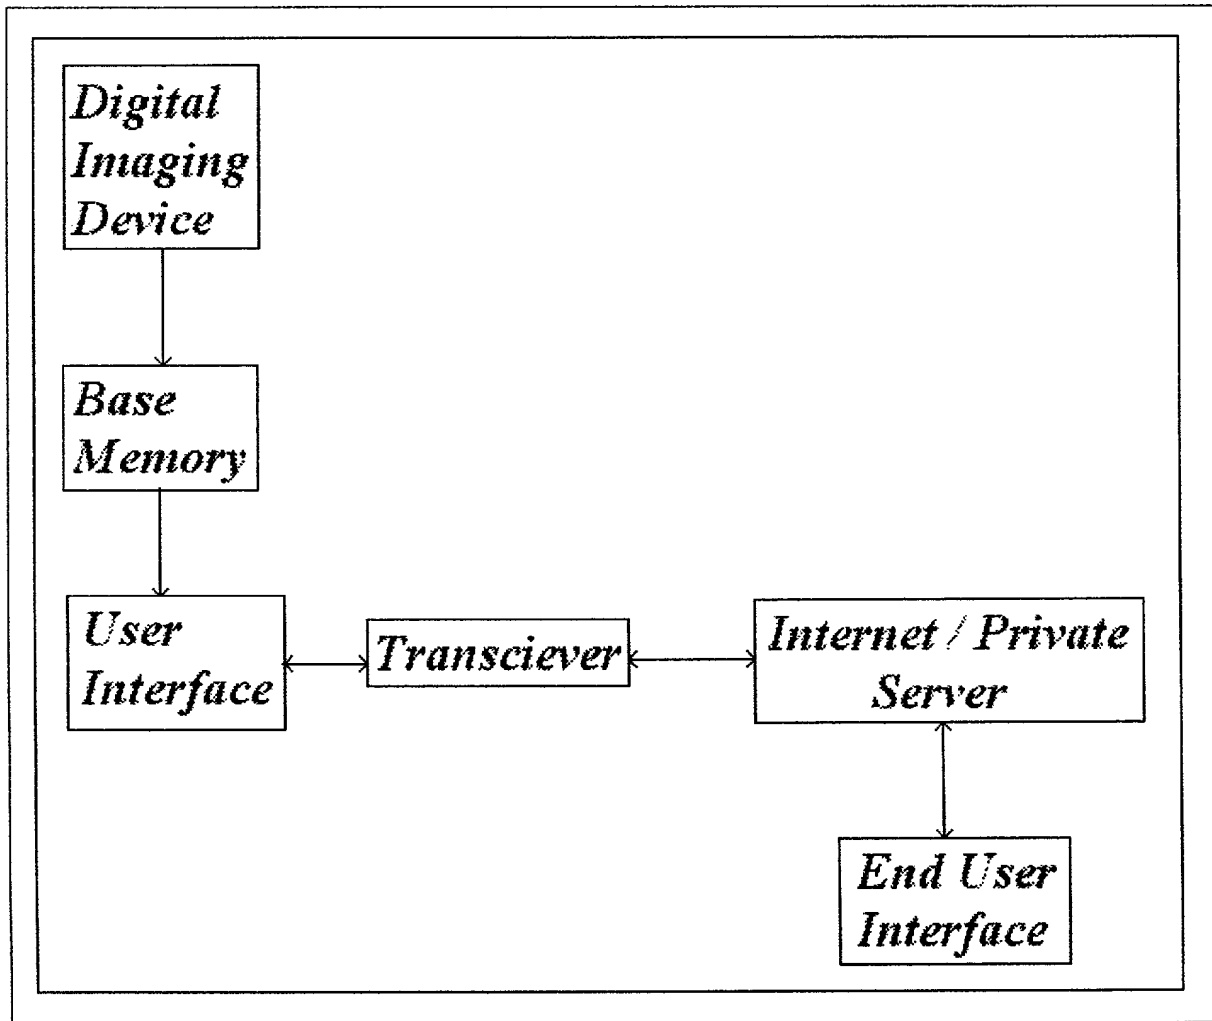 Digital
Imaging
Device
Base
Memory
User
Interface
Transciever
Internet / Private
Server
End User
Interface